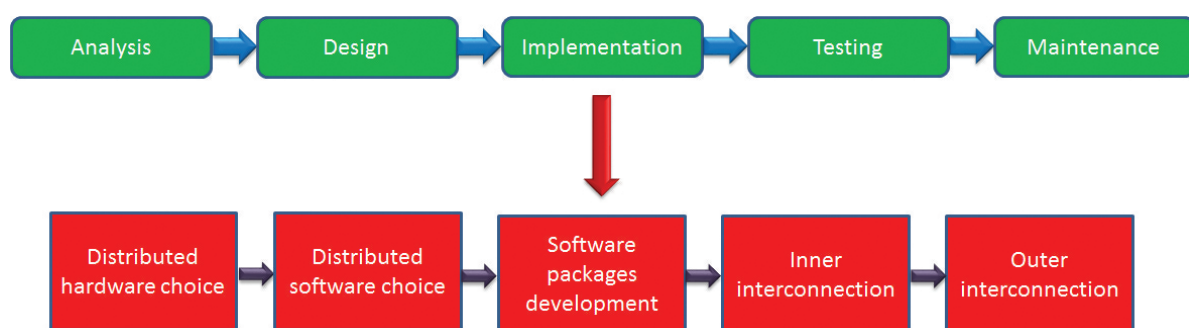 Analysis
Design
Implementation
Testing
Maintenance
Distributed
hardware choice
Distributed
software choice
Software
packages
development
Inner
interconnection
Outer
interconnection